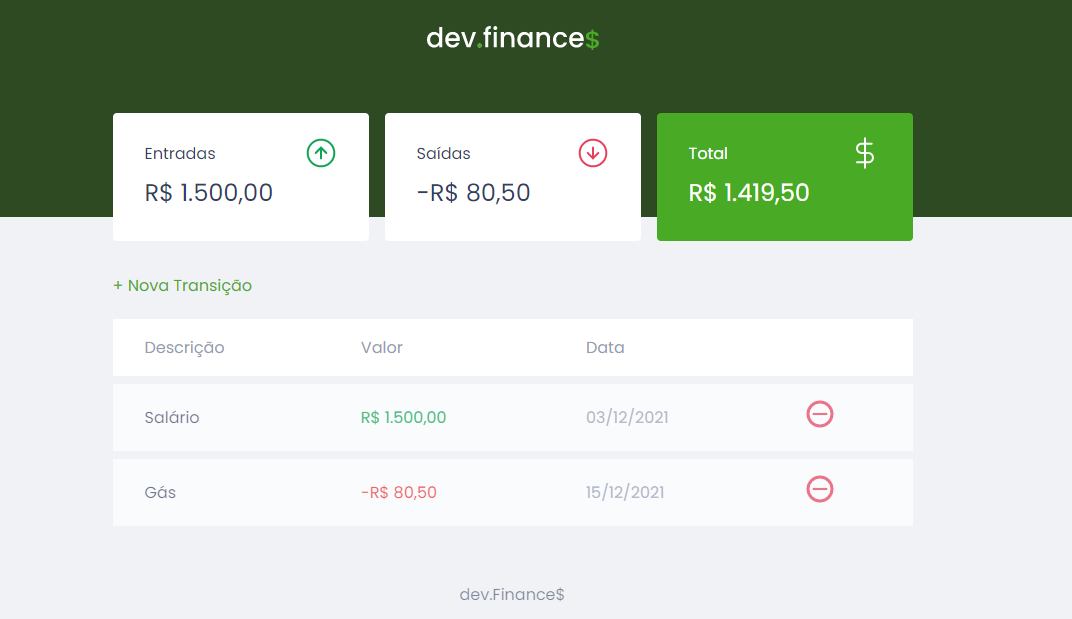 dev.finance$
Entradas
R$ 1.500,00
Saídas
-R$ 80,50
Total
$
R$ 1.419,50
+ Nova Transição
Descrição Valor Data
Salário R$ 1.500,00 03/12/2021
Gás -R$ 80,50 15/12/2021
dev.Finance$